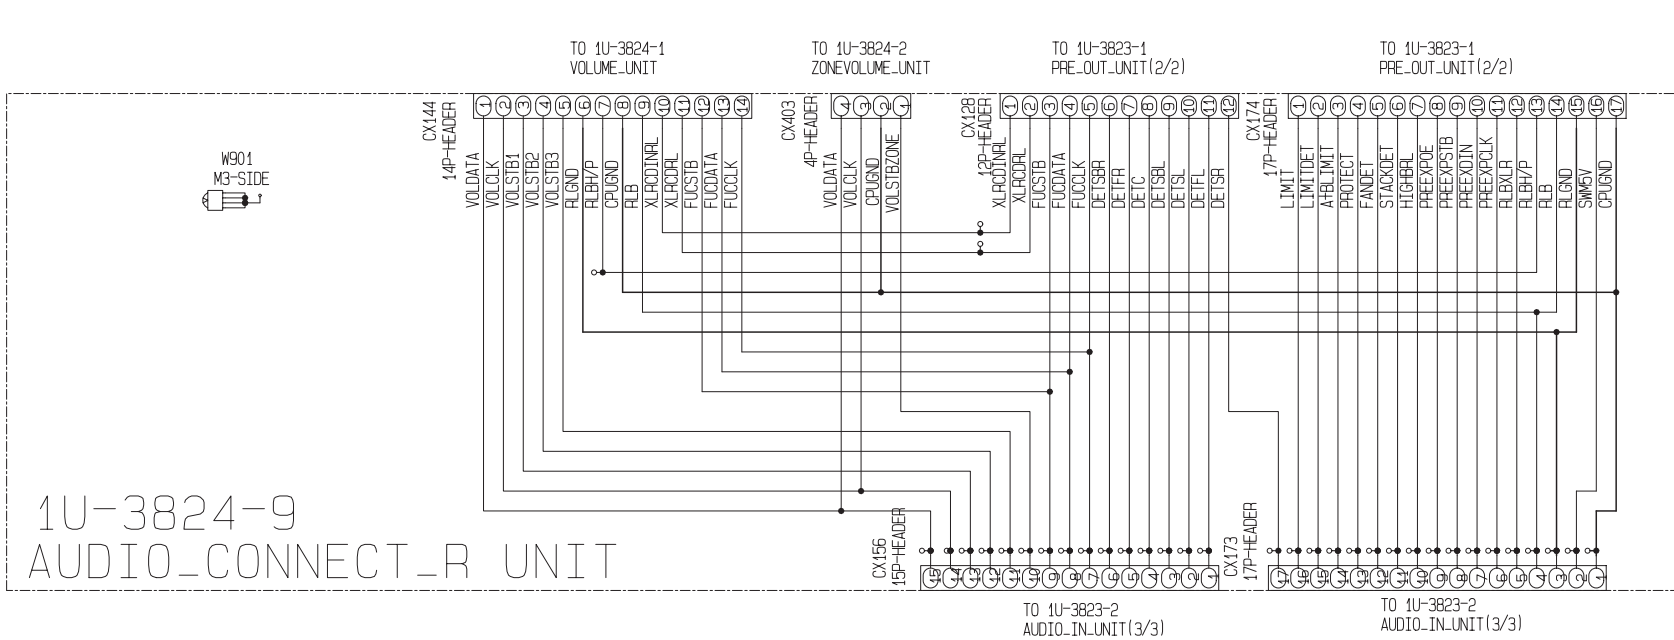 TO 1U-3824-1
VOLUME_UNIT
TO 1U-3824-2
ZONEVOLUME_UNIT
TO 1U-3823-1
PRE_OUT_UNIT(2/2)
TO 1U-3823-1
PRE_OUT_UNIT(2/2)
CX144
14P-HEADER
1 2 3 4 5 6 7 8 9 10 11 12 13 14
VOLDATA
VOLCLK
VOLSTB1
VOLSTB2
VOLSTB3
RLGND
RLBH/P
CPUGND
RLB
XLRCDINRL
XLRCDRL
FUCSTB
FUCDATA
FUCCLK
CX403
4P-HEADER
4 3 2 1
VOLDATA
VOLCLK
CPUGND
VOLSTBZONE
CX128
12P-HEADER
1 2 3 4 5 6 7 8 9 10 11 12
XLRCDINRL
XLRCDRL
FUCSTB
FUCDATA
FUCCLK
DETSBR
DETFR
DETC
DETSBL
DETSL
DETFL
DETSR
CX174
17P-HEADER
1 2 3 4 5 6 7 8 9 10 11 12 13 14 15 16 17
LIMIT
LIMITDET
A+BLIMIT
PROTECT
FANDET
STACKDET
HIGHBRL
PREEXPOE
PREEXPSTB
PREEXDIN
PREEXPCLK
RLBXLR
RLBH/P
RLB
RLGND
SWM5V
CPUGND
W901
M3-SIDE
1U-3824-9
AUDIO_CONNECT_R UNIT
CX156
15P-HEADER
15 14 13 12 11 10 9 8 7 6 5 4 3 2 1
CX173
17P-HEADER
17 16 15 14 13 12 11 10 9 8 7 6 5 4 3 2 1
TO 1U-3823-2
AUDIO_IN_UNIT(3/3)
TO 1U-3823-2
AUDIO_IN_UNIT(3/3)